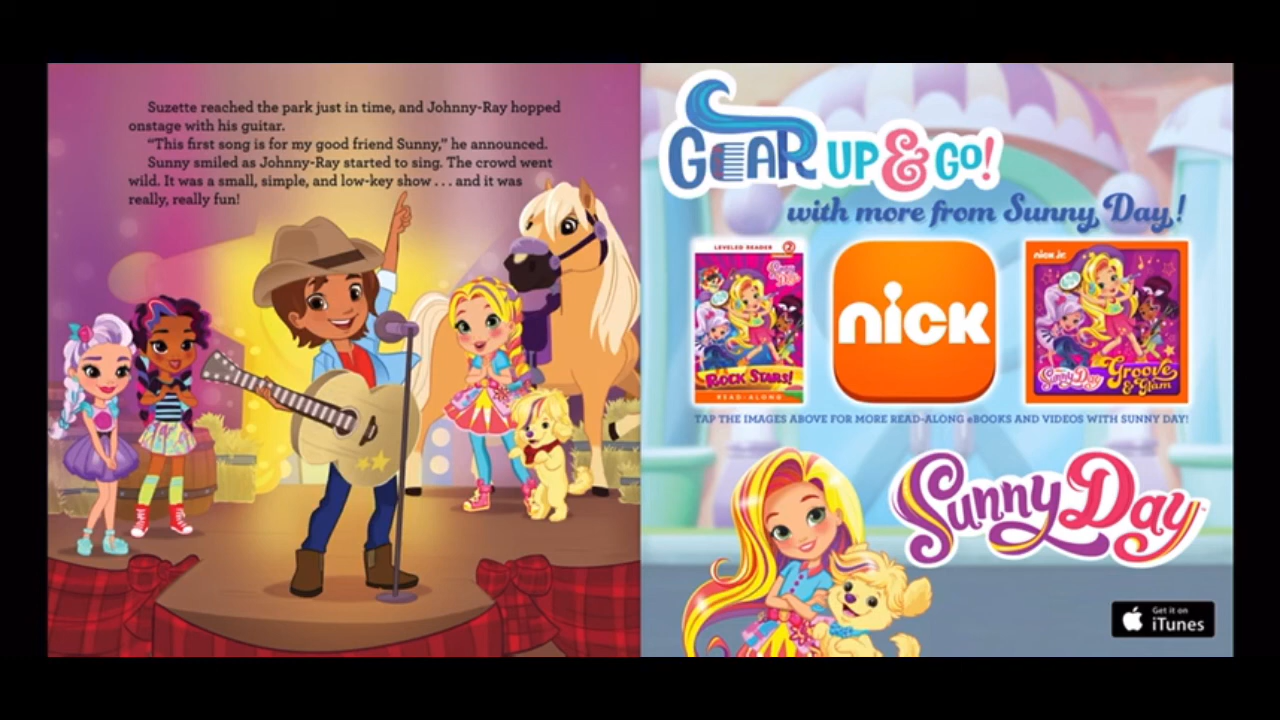 Suzette reached the park just in time, and Johnny-Ray hopped
onstage with his guitar.
“This first song is for my good friend Sunny,” he announced.
Sunny smiled as Johnny-Ray started to sing. The crowd went
wild. It was a small, simple, and low-key show . . . and it was
really, really fun!
GEAR UP & GO!
with more from Sunny Day!
LEVELED READER 2
ROCK STARS!
READ-ALONG
nick
nick jr.
Sunny Day
Groove
& Glam
TAP THE IMAGES ABOVE FOR MORE READ-ALONG eBOOKS AND VIDEOS WITH SUNNY DAY!
Sunny Day
Get it on
iTunes